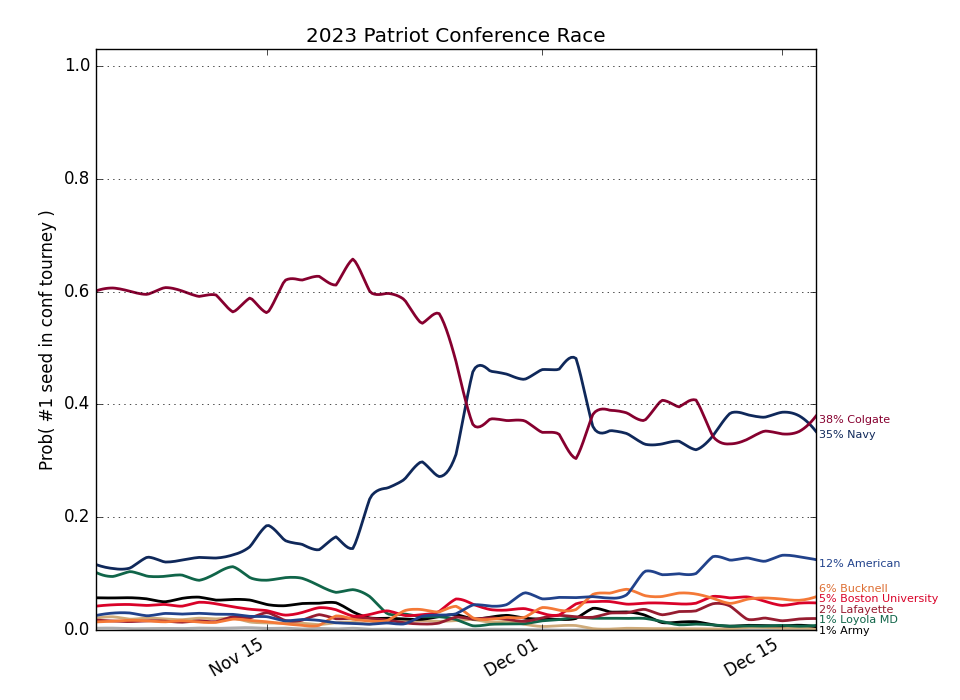 2023 Patriot Conference Race
Prob( #1 seed in conf tourney )
1.0
0.8
0.6
0.4
0.2
0.0
Nov 15
Dec 01
Dec 15
38% Colgate
35% Navy
12% American
6% Bucknell
5% Boston University
2% Lafayette
1% Loyola MD
1% Army